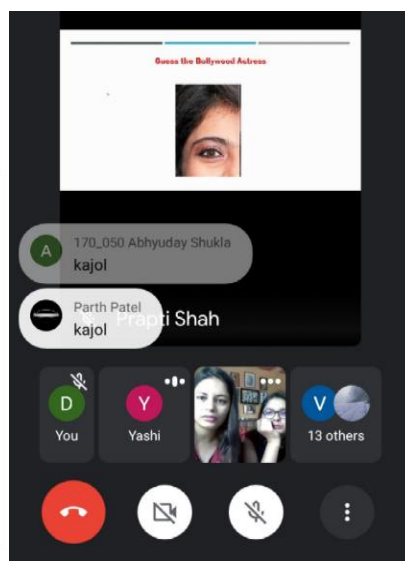 Guess the Bollywood Actress
A
170_050 Abhyuday Shukla
kajol
Parth Patel
kajol
Prapti Shah
D
You
Y
Yashi
V
13 others